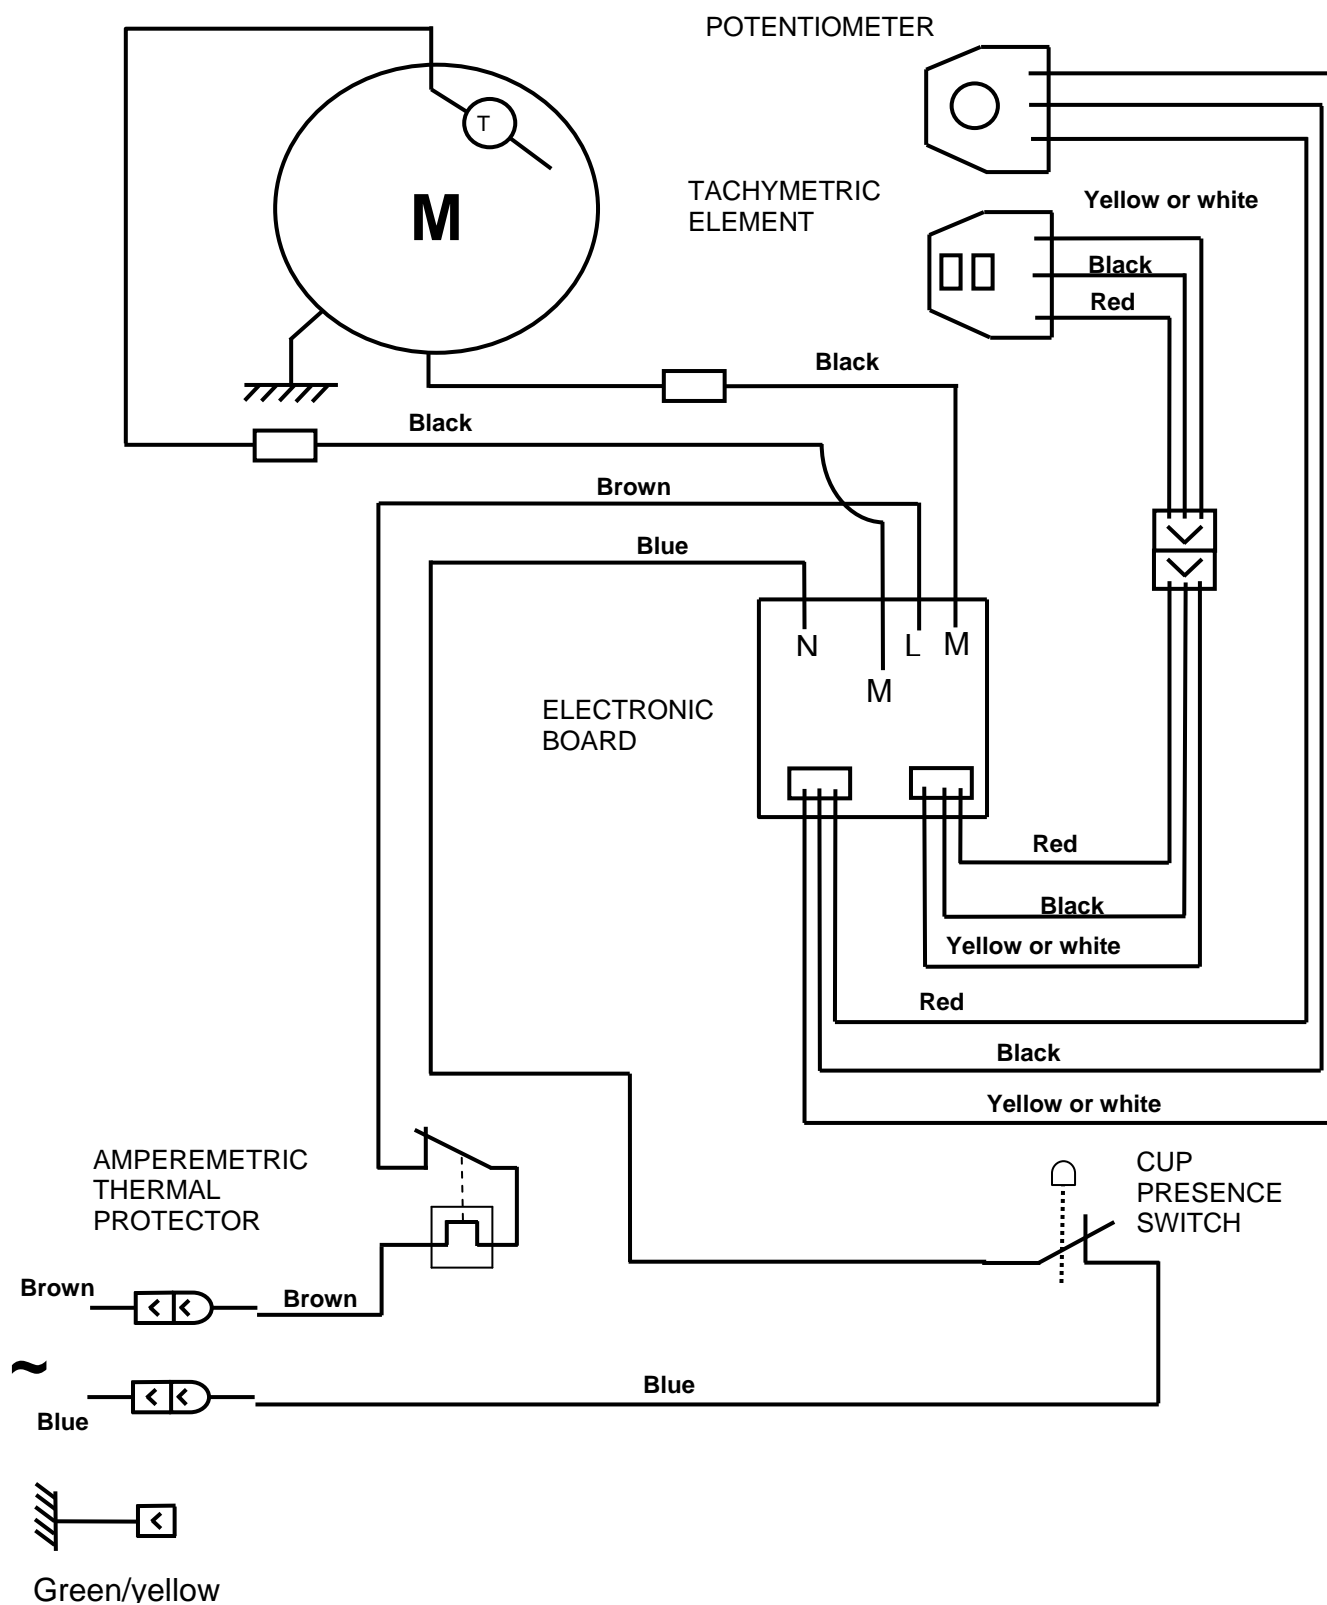 POTENTIOMETER
T
TACHYMETRIC
ELEMENT
Yellow or white
M
Black
Red
Black
Black
Brown
Blue
N
L
M
M
ELECTRONIC
BOARD
Red
Black
Yellow or white
Red
Black
Yellow or white
AMPEREMETRIC
THERMAL
PROTECTOR
CUP
PRESENCE
SWITCH
Brown
Brown
~
Blue
Blue
Green/yellow